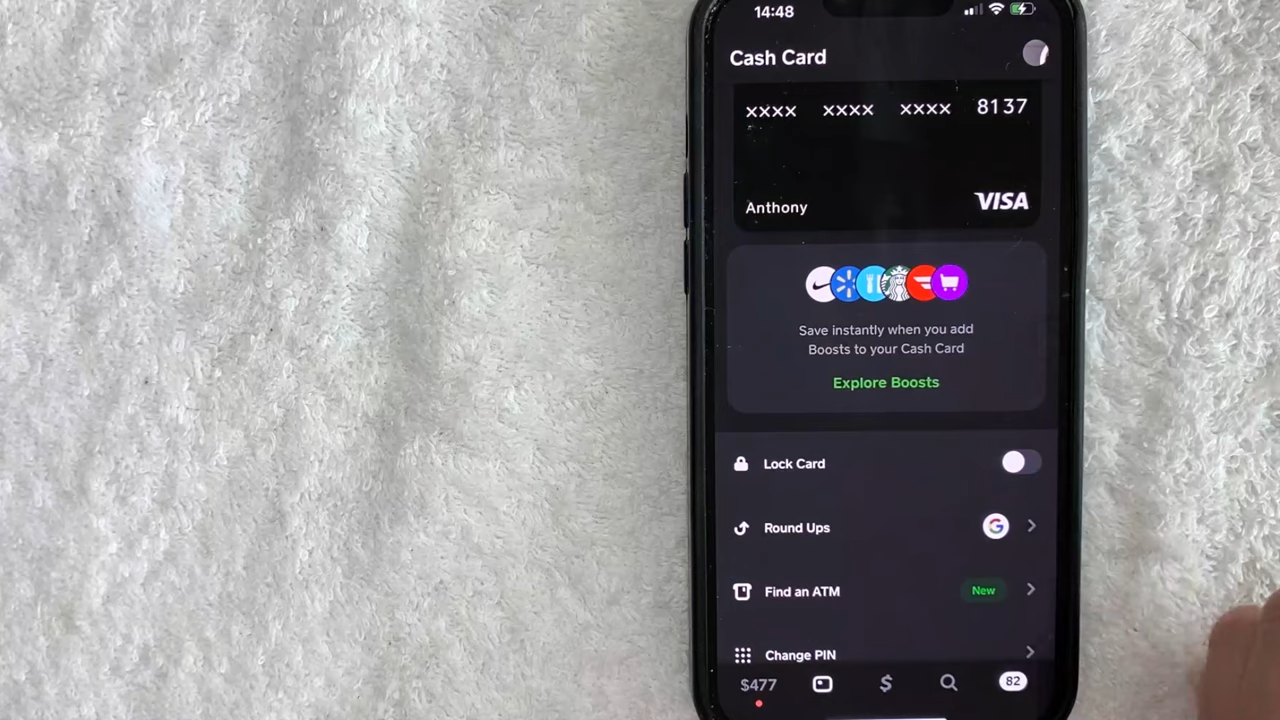 14:48
Cash Card
xxxx xxxx xxxx 8137
Anthony VISA
Save instantly when you add
Boosts to your Cash Card
Explore Boosts
Lock Card
Round Ups
Find an ATM New
Change PIN
$477 $ 82